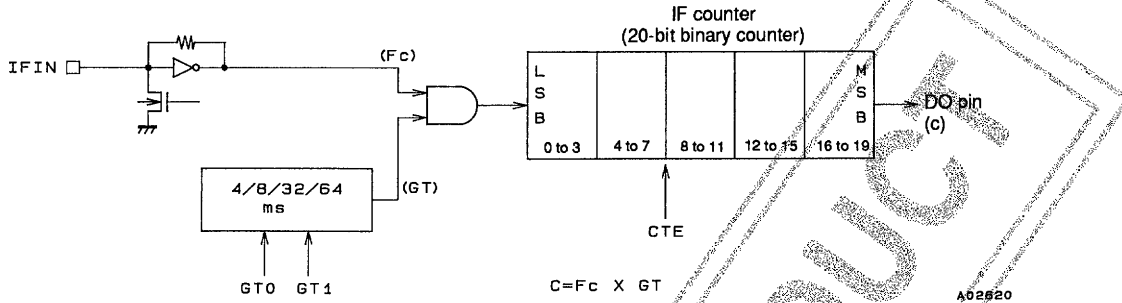 IF counter
(20-bit binary counter)
IFIN
(Fc)
L
S
B
M
S
B
DO pin
(c)
0 to 3
4 to 7
8 to 11
12 to 15
16 to 19
(GT)
4/8/32/64
ms
CTE
GT0 GT1
C=Fc X GT
A02620